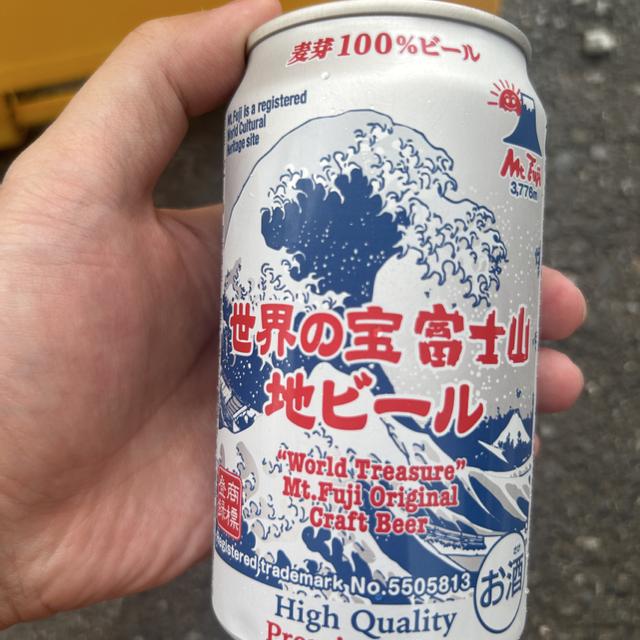 麦芽100%ビール
Mt.Fuji is a registered
World Cultural
Heritage site
Mt. Fuji
3,776m
世界の宝 富士山
地ビール
"World Treasure"
Mt.Fuji Original
Craft Beer
商標
登録
Registered trademark No.5505813
お酒
High Quality